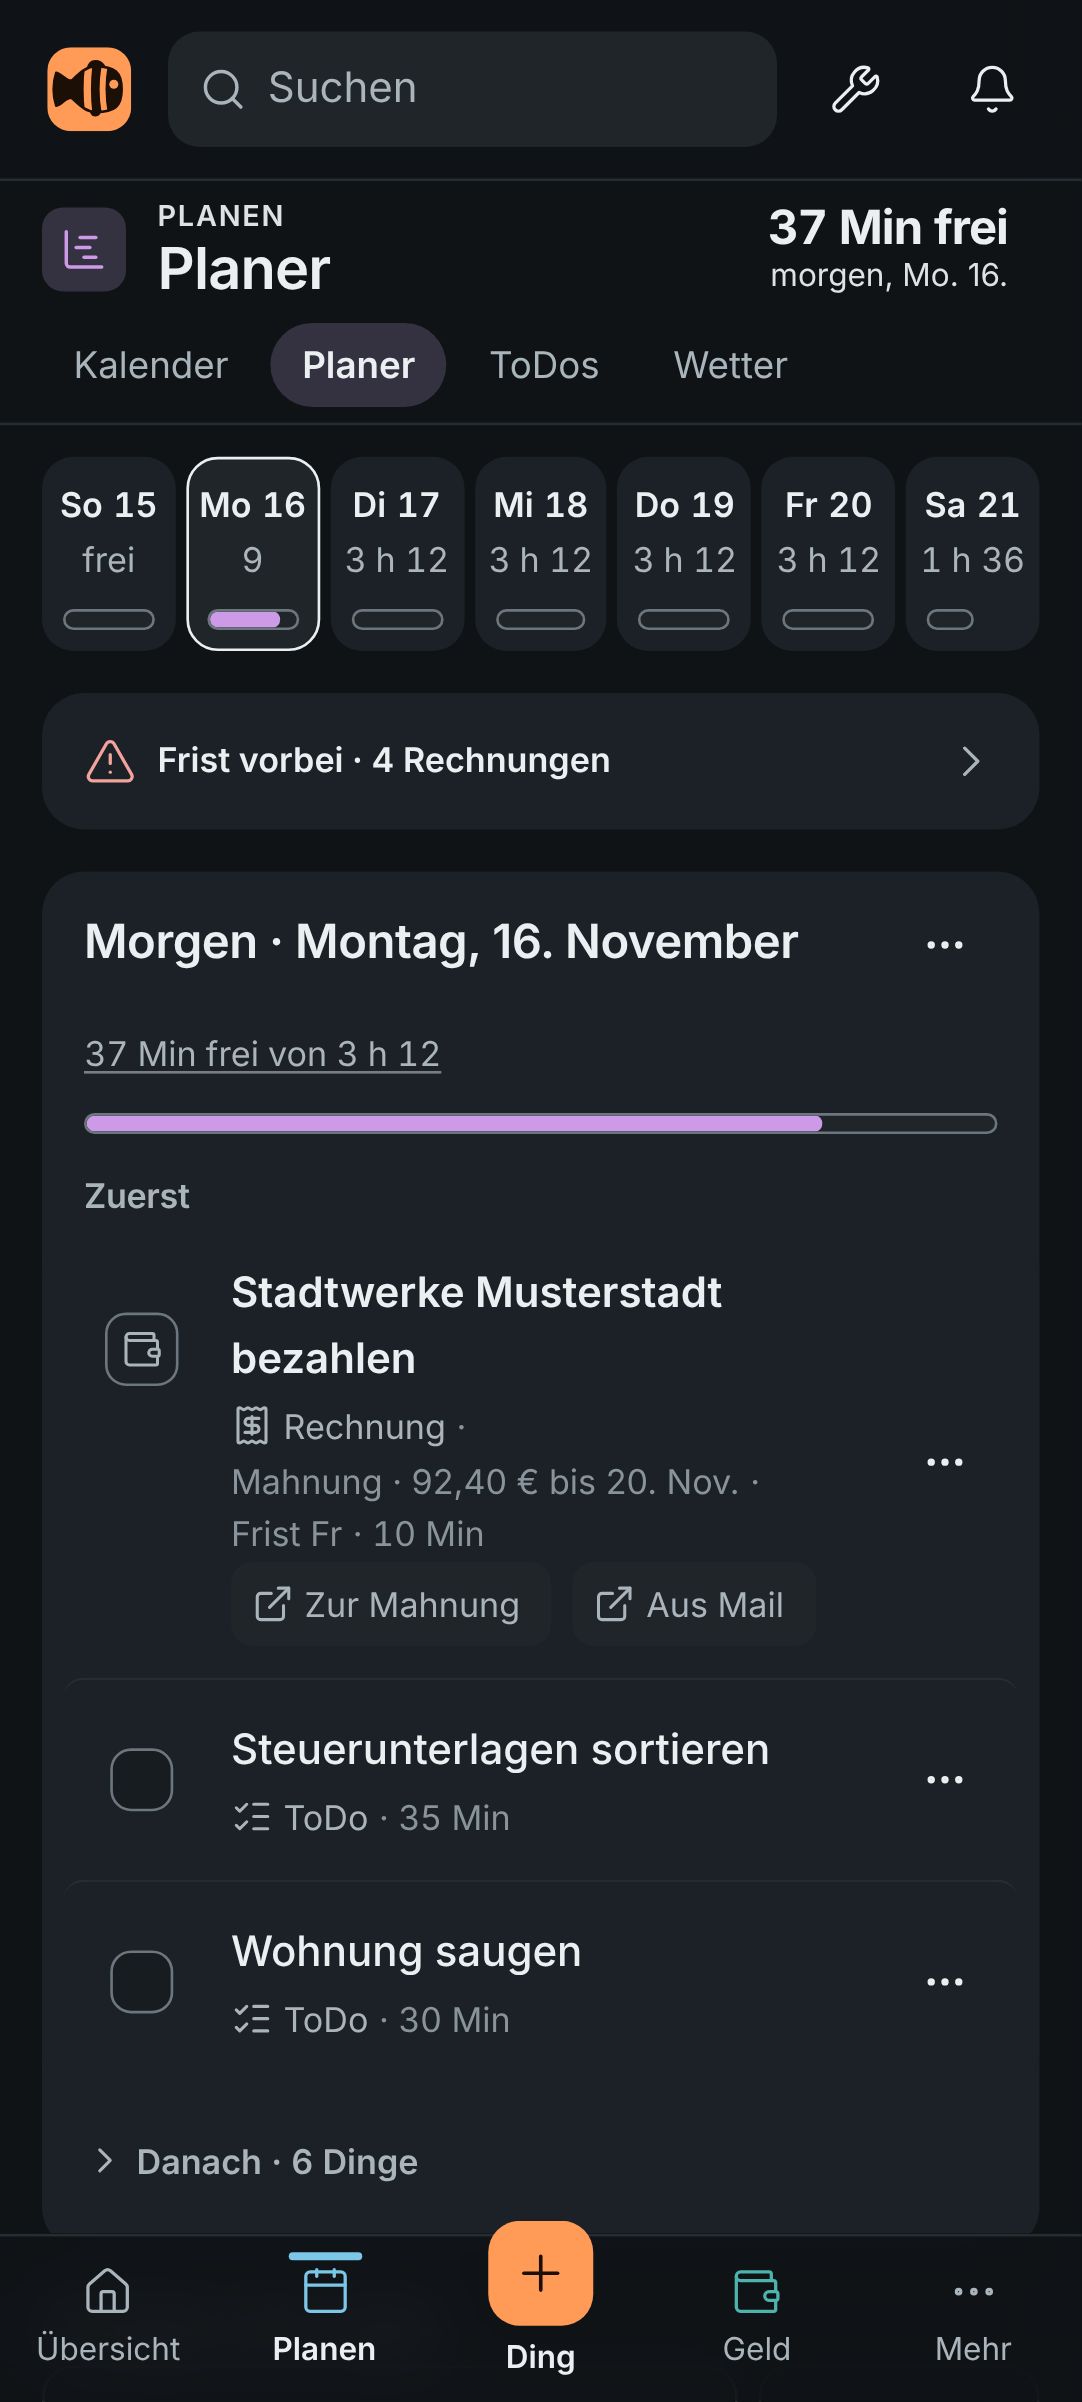 Suchen
PLANEN
Planer
37 Min frei
morgen, Mo. 16.
Kalender Planer ToDos Wetter
So 15 Mo 16 Di 17 Mi 18 Do 19 Fr 20 Sa 21
frei 9 3 h 12 3 h 12 3 h 12 3 h 12 1 h 36
Frist vorbei · 4 Rechnungen
Morgen · Montag, 16. November
37 Min frei von 3 h 12
Zuerst
Stadtwerke Musterstadt
bezahlen
Rechnung ·
Mahnung · 92,40 € bis 20. Nov. ·
Frist Fr · 10 Min
Zur Mahnung Aus Mail
Steuerunterlagen sortieren
ToDo · 35 Min
Wohnung saugen
ToDo · 30 Min
Danach · 6 Dinge
Übersicht Planen Ding Geld Mehr